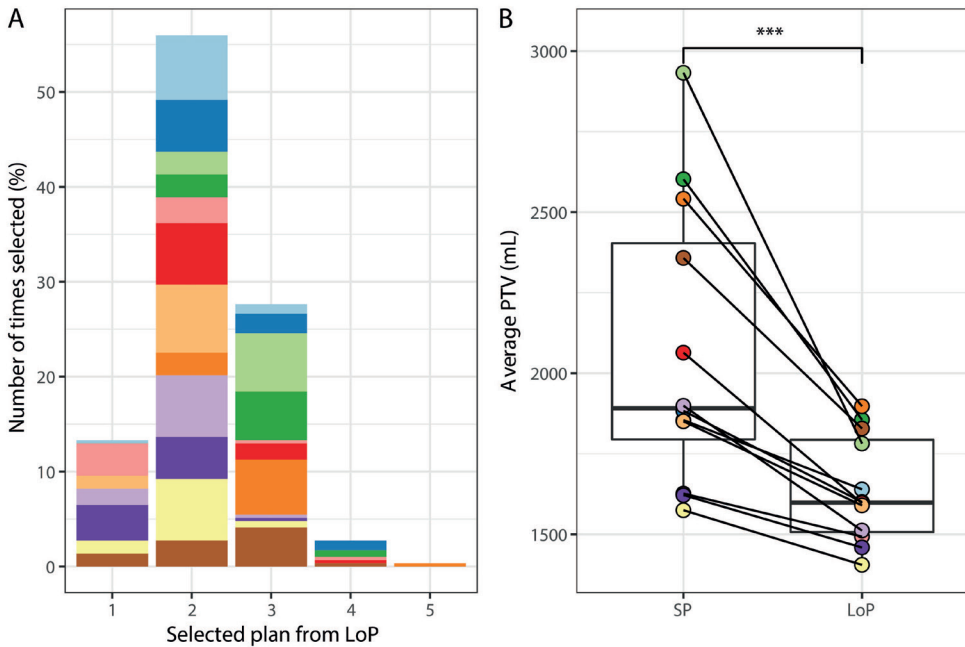 A
Number of times selected (%)
50
40
30
20
10
0
1 2 3 4 5
Selected plan from LoP
B
***
Average PTV (mL)
3000
2500
2000
1500
SP LoP